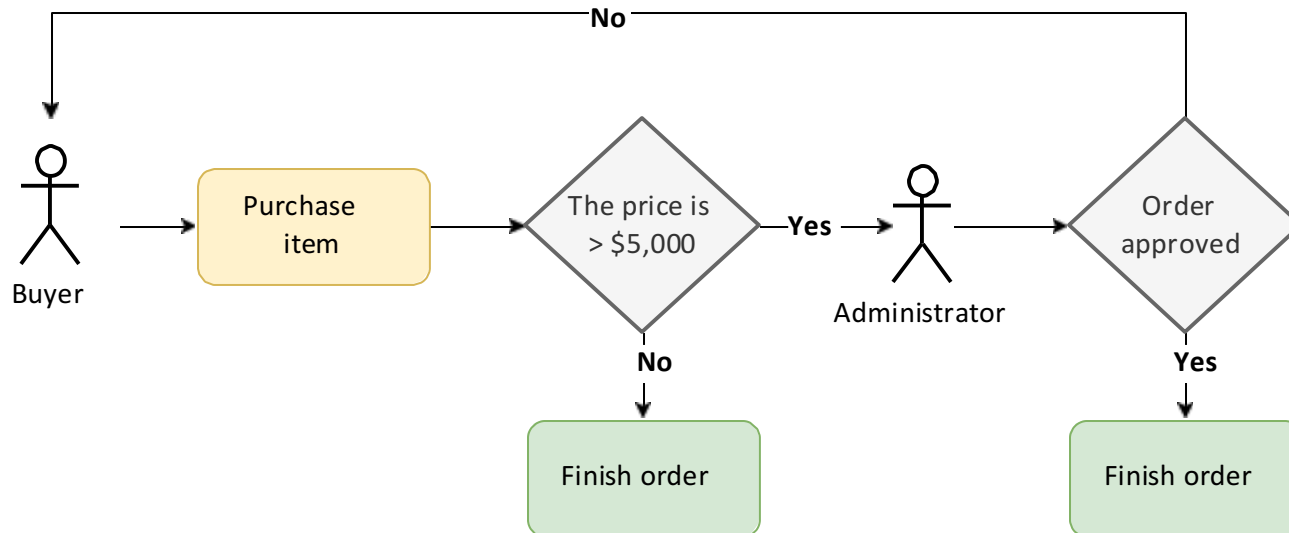 No
Purchase
item
The price is
> $5,000
Yes
Order
approved
Buyer
Administrator
No
Yes
Finish order
Finish order